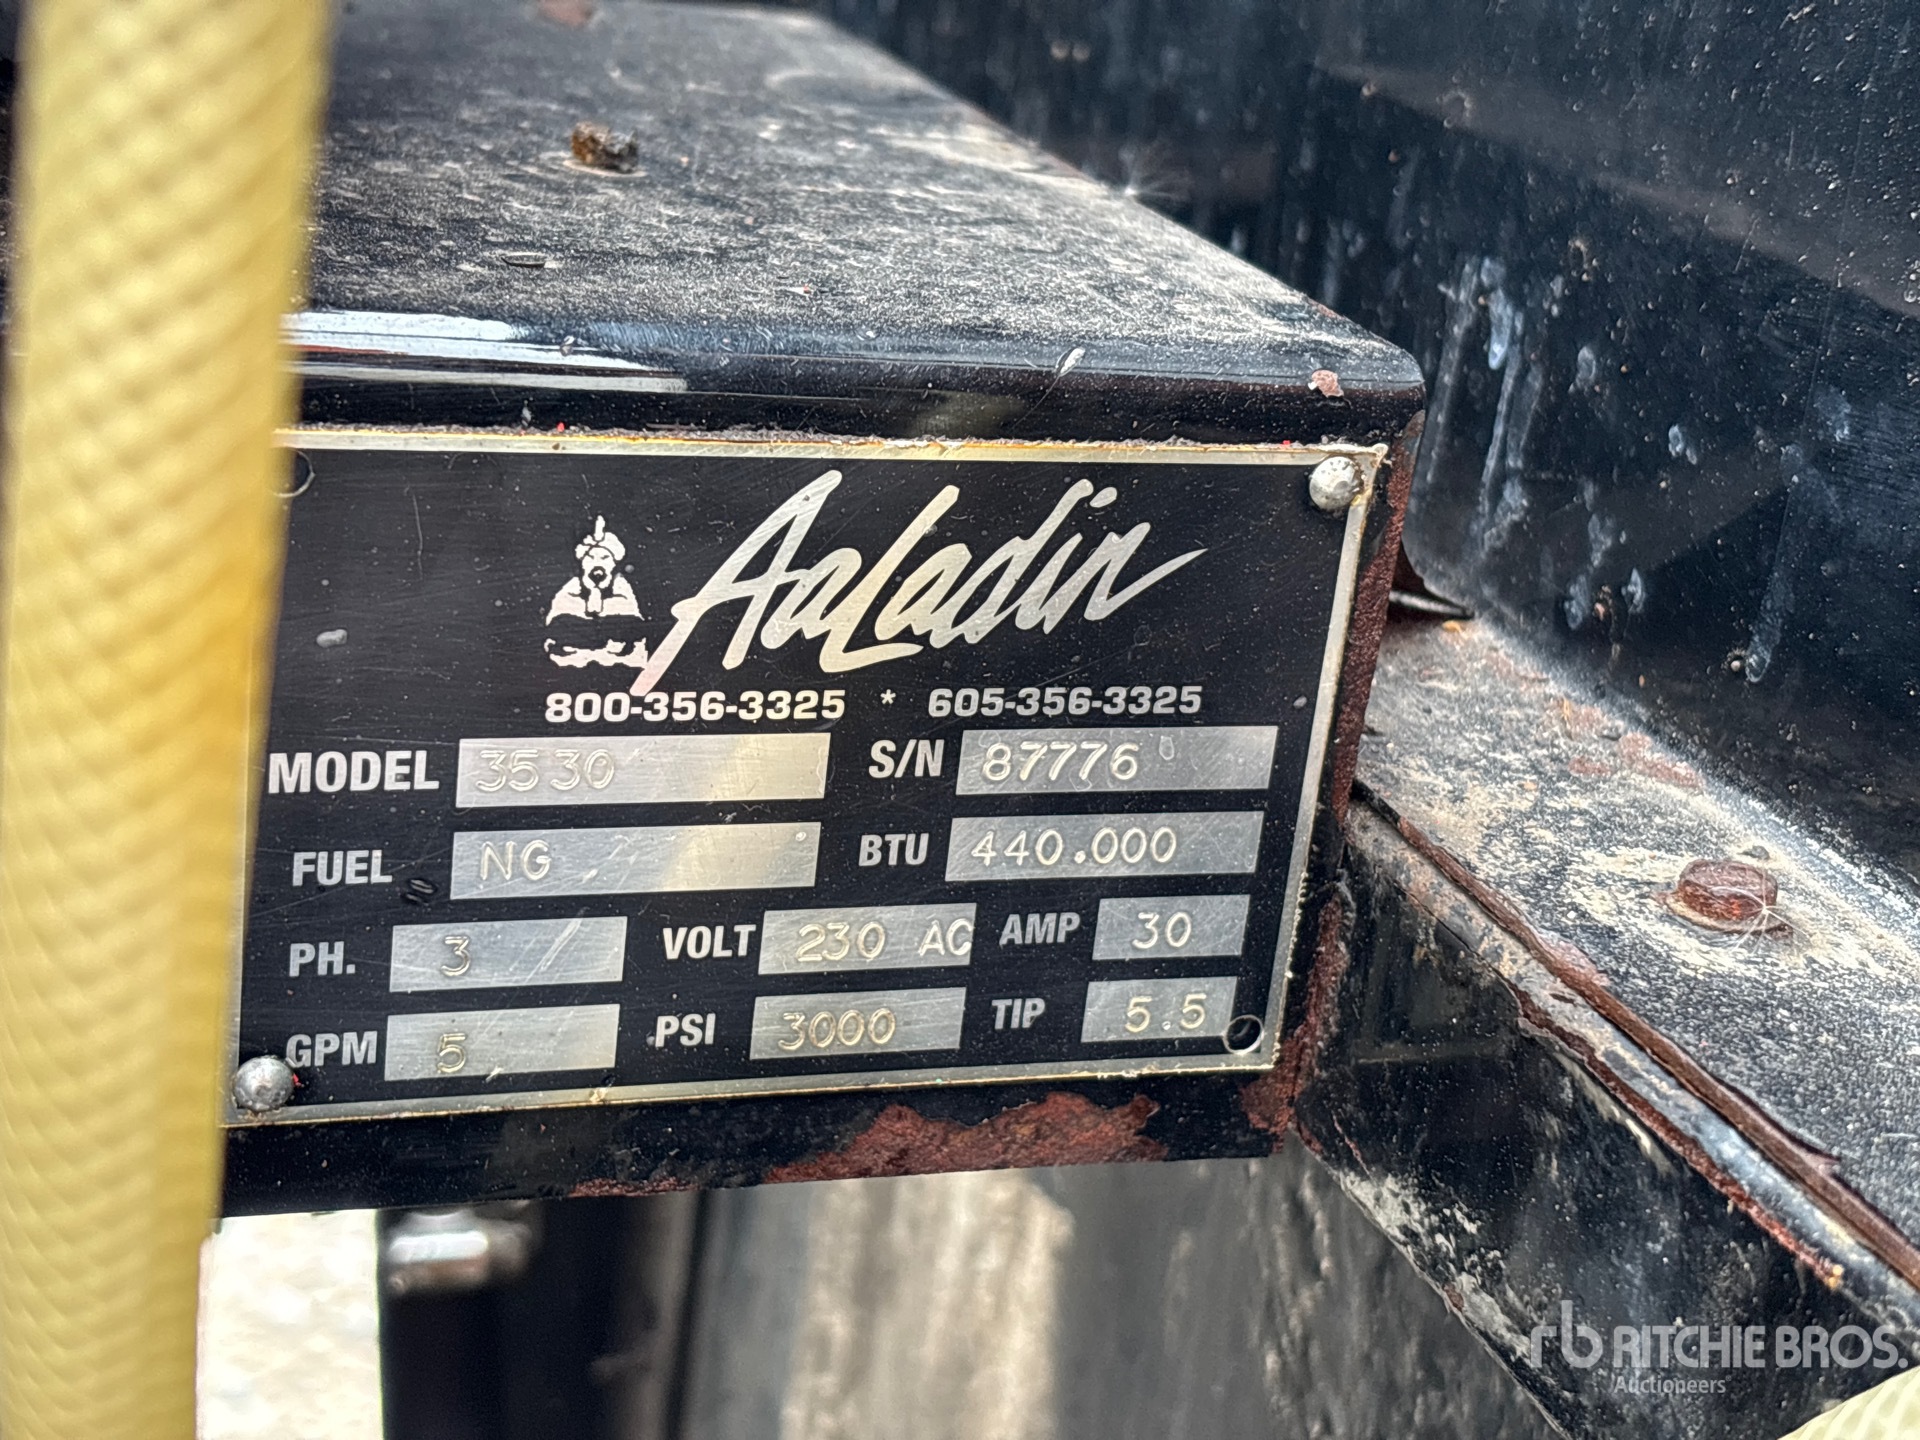 AaLadin
800-356-3325 * 605-356-3325
MODEL 3530 S/N 87776
FUEL NG BTU 440.000
PH. 3 VOLT 230 AC AMP 30
GPM 5 PSI 3000 TIP 5.5
rb RITCHIE BROS.
Auctioneers